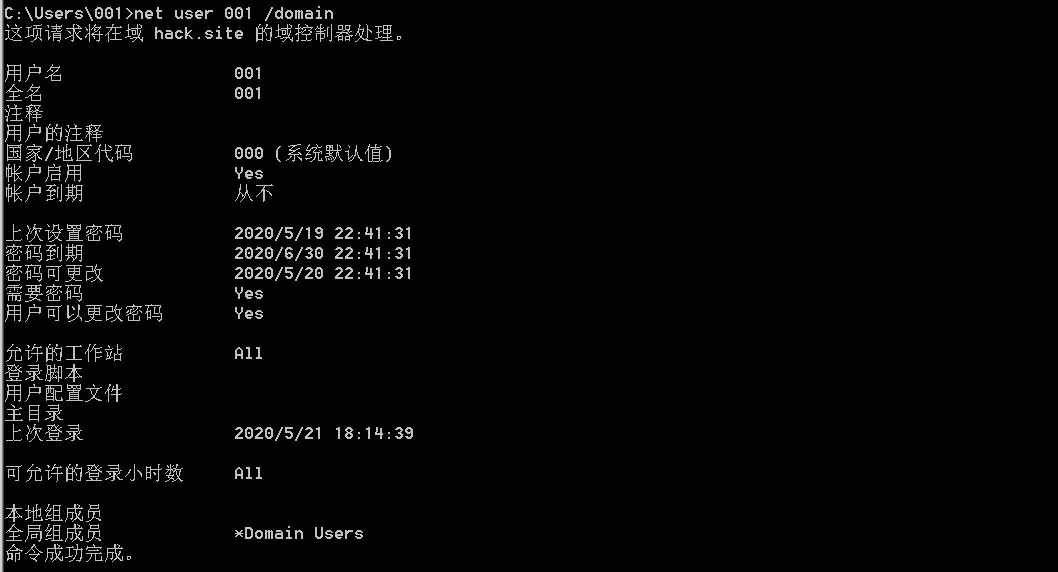 C:\Users\001>net user 001 /domain
这项请求将在域 hack.site 的域控制器处理。
用户名 001
全名 001
注释
用户的注释
国家/地区代码 000 (系统默认值)
帐户启用 Yes
帐户到期 从不
上次设置密码 2020/5/19 22:41:31
密码到期 2020/6/30 22:41:31
密码可更改 2020/5/20 22:41:31
需要密码 Yes
用户可以更改密码 Yes
允许的工作站 All
登录脚本
用户配置文件
主目录
上次登录 2020/5/21 18:14:39
可允许的登录小时数 All
本地组成员
全局组成员 *Domain Users
命令成功完成。